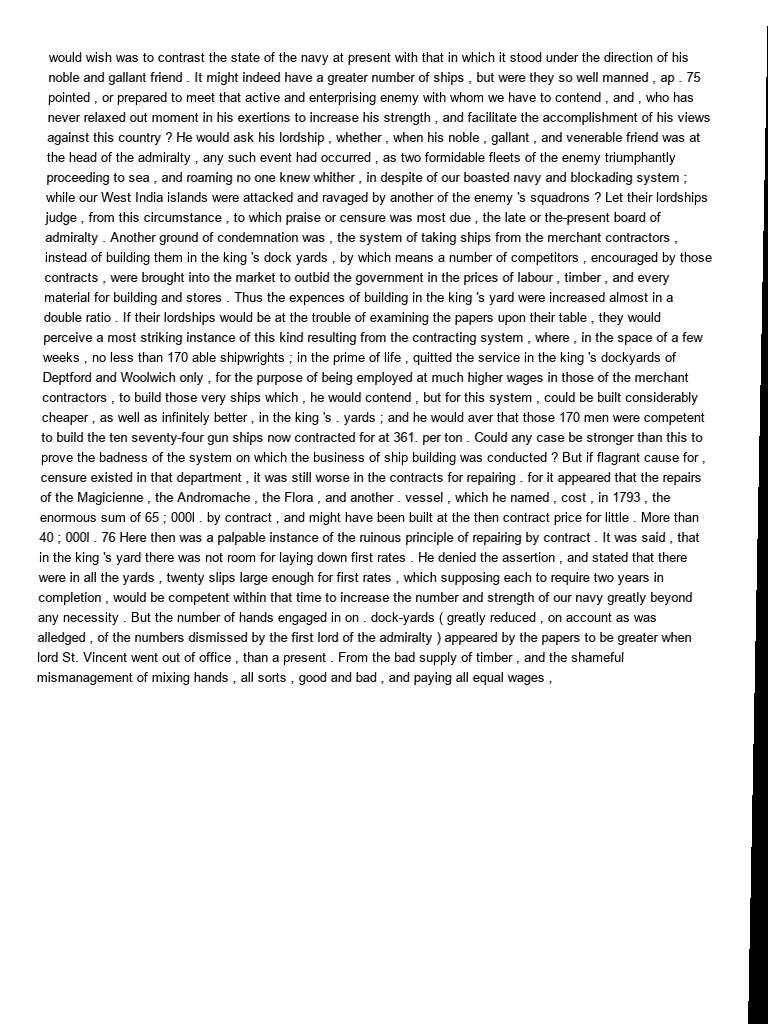 would wish was to contrast the state of the navy at present with that in which it stood under the direction of his
noble and gallant friend . It might indeed have a greater number of ships , but were they so well manned , ap . 75
pointed , or prepared to meet that active and enterprising enemy with whom we have to contend , and , who has
never relaxed out moment in his exertions to increase his strength , and facilitate the accomplishment of his views
against this country ? He would ask his lordship , whether , when his noble , gallant , and venerable friend was at
the head of the admiralty , any such event had occurred , as two formidable fleets of the enemy triumphantly
proceeding to sea , and roaming no one knew whither , in despite of our boasted navy and blockading system ;
while our West India islands were attacked and ravaged by another of the enemy 's squadrons ? Let their lordships
judge , from this circumstance , to which praise or censure was most due , the late or the-present board of
admiralty . Another ground of condemnation was , the system of taking ships from the merchant contractors ,
instead of building them in the king 's dock yards , by which means a number of competitors , encouraged by those
contracts , were brought into the market to outbid the government in the prices of labour , timber , and every
material for building and stores . Thus the expences of building in the king 's yard were increased almost in a
double ratio . If their lordships would be at the trouble of examining the papers upon their table , they would
perceive a most striking instance of this kind resulting from the contracting system , where , in the space of a few
weeks , no less than 170 able shipwrights ; in the prime of life , quitted the service in the king 's dockyards of
Deptford and Woolwich only , for the purpose of being employed at much higher wages in those of the merchant
contractors , to build those very ships which , he would contend , but for this system , could be built considerably
cheaper , as well as infinitely better , in the king 's . yards ; and he would aver that those 170 men were competent
to build the ten seventy-four gun ships now contracted for at 361. per ton . Could any case be stronger than this to
prove the badness of the system on which the business of ship building was conducted ? But if flagrant cause for ,
censure existed in that department , it was still worse in the contracts for repairing . for it appeared that the repairs
of the Magicienne , the Andromache , the Flora , and another . vessel , which he named , cost , in 1793 , the
enormous sum of 65 ; 000l . by contract , and might have been built at the then contract price for little . More than
40 ; 000l . 76 Here then was a palpable instance of the ruinous principle of repairing by contract . It was said , that
in the king 's yard there was not room for laying down first rates . He denied the assertion , and stated that there
were in all the yards , twenty slips large enough for first rates , which supposing each to require two years in
completion , would be competent within that time to increase the number and strength of our navy greatly beyond
any necessity . But the number of hands engaged in on . dock-yards ( greatly reduced , on account as was
alledged , of the numbers dismissed by the first lord of the admiralty ) appeared by the papers to be greater when
lord St. Vincent went out of office , than a present . From the bad supply of timber , and the shameful
mismanagement of mixing hands , all sorts , good and bad , and paying all equal wages ,